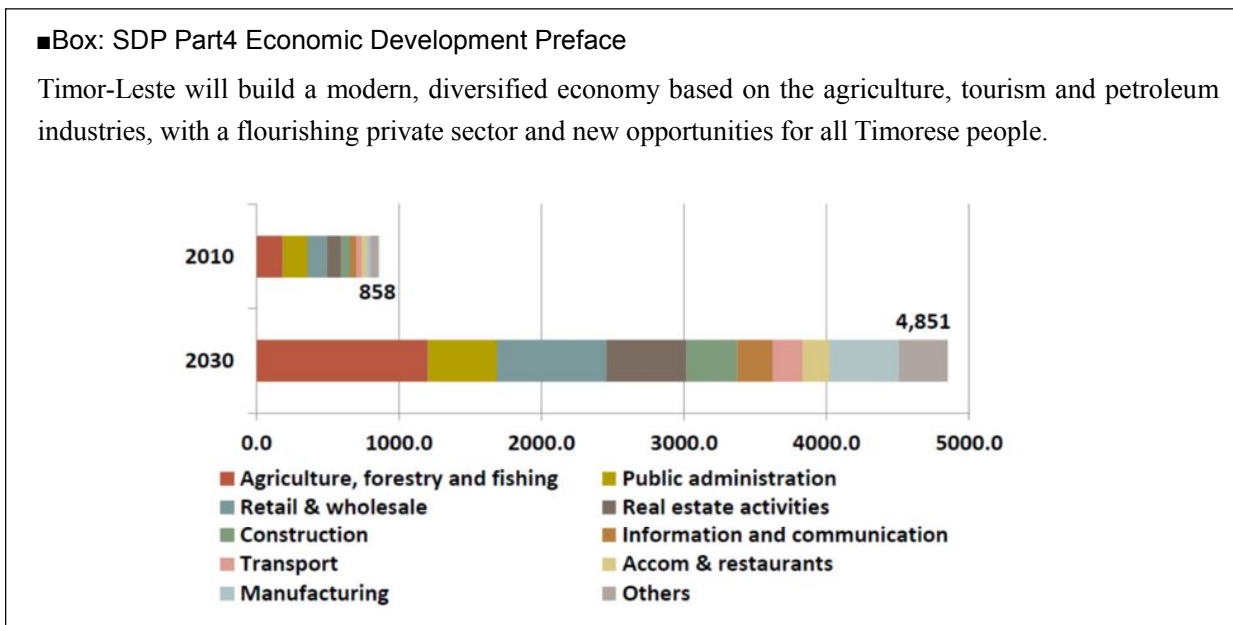 ■Box: SDP Part4 Economic Development Preface
Timor-Leste will build a modern, diversified economy based on the agriculture, tourism and petroleum
industries, with a flourishing private sector and new opportunities for all Timorese people.
2010
858
4,851
2030
0.0 1000.0 2000.0 3000.0 4000.0 5000.0
Agriculture, forestry and fishing Public administration
Retail & wholesale Real estate activities
Construction Information and communication
Transport Accom & restaurants
Manufacturing Others